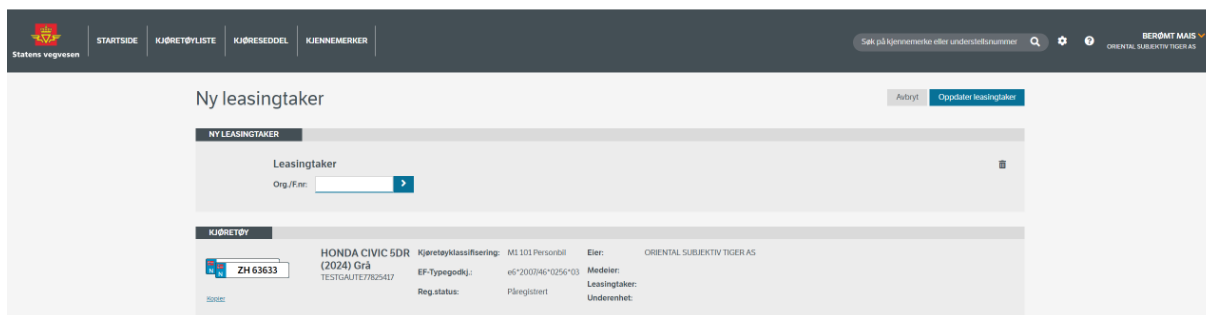 Statens vegvesen
STARTSIDE KJØRETØYLISTE KJØRESEDDEL KJENNEMERKER
Søk på kjennemerke eller understellsnummer
BERØMT MAIS
ORIENTAL SUBJEKTIV TIGER AS
Ny leasingtaker
Avbryt Oppdater leasingtaker
NY LEASINGTAKER
Leasingtaker
Org./F.nr:
KJØRETØY
N ZH 63633
Kopier
HONDA CIVIC 5DR
(2024) Grå
TESTGAUTE77825417
Kjøretøyklassifisering: M1 101 Personbil
EF-Typegodkj.: e6*2007/46*0256*03
Reg.status: Påregistrert
Eier: ORIENTAL SUBJEKTIV TIGER AS
Medeier:
Leasingtaker:
Underenhet: